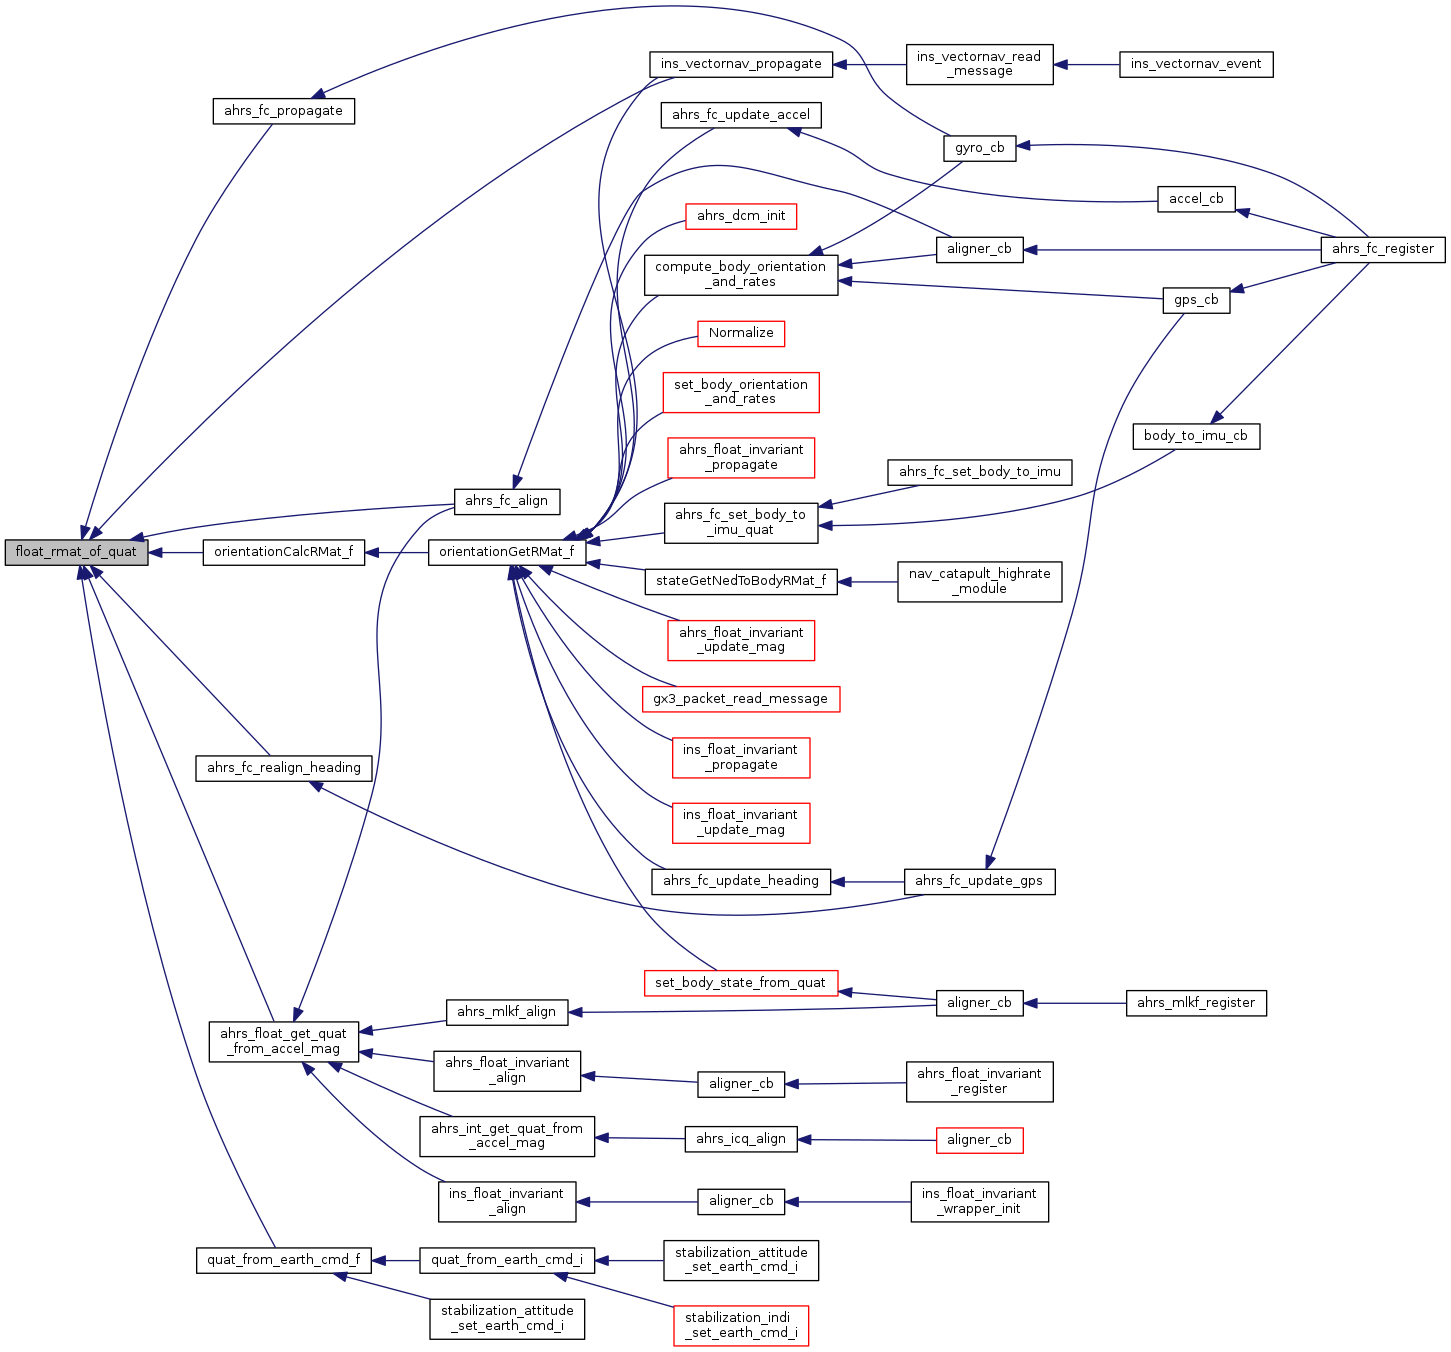 ins_vectornav_propagate
ins_vectornav_read
_message
ins_vectornav_event
ahrs_fc_propagate
ahrs_fc_update_accel
gyro_cb
accel_cb
ahrs_dcm_init
aligner_cb
ahrs_fc_register
compute_body_orientation
_and_rates
gps_cb
Normalize
set_body_orientation
_and_rates
body_to_imu_cb
ahrs_float_invariant
_propagate
ahrs_fc_set_body_to_imu
ahrs_fc_align
ahrs_fc_set_body_to
_imu_quat
float_rmat_of_quat
orientationCalcRMat_f
orientationGetRMat_f
stateGetNedToBodyRMat_f
nav_catapult_highrate
_module
ahrs_float_invariant
_update_mag
gx3_packet_read_message
ins_float_invariant
_propagate
ahrs_fc_realign_heading
ins_float_invariant
_update_mag
ahrs_fc_update_heading
ahrs_fc_update_gps
set_body_state_from_quat
aligner_cb
ahrs_mlkf_register
ahrs_mlkf_align
ahrs_float_get_quat
_from_accel_mag
ahrs_float_invariant
_align
aligner_cb
ahrs_float_invariant
_register
ahrs_int_get_quat_from
_accel_mag
ahrs_icq_align
aligner_cb
ins_float_invariant
_align
aligner_cb
ins_float_invariant
_wrapper_init
quat_from_earth_cmd_f
quat_from_earth_cmd_i
stabilization_attitude
_set_earth_cmd_i
stabilization_attitude
_set_earth_cmd_i
stabilization_indi
_set_earth_cmd_i